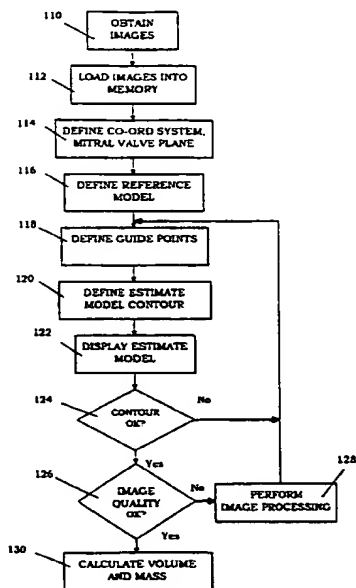 110
OBTAIN
IMAGES
112
LOAD IMAGES INTO
MEMORY
114
DEFINE CO-ORD SYSTEM,
MITRAL VALVE PLANE
116
DEFINE REFERENCE
MODEL
118
DEFINE GUIDE POINTS
120
DEFINE ESTIMATE
MODEL CONTOUR
122
DISPLAY ESTIMATE
MODEL
124
CONTOUR
OK?
No
Yes
126
IMAGE
QUALITY
OK?
No
128
PERFORM
IMAGE PROCESSING
Yes
130
CALCULATE VOLUME
AND MASS